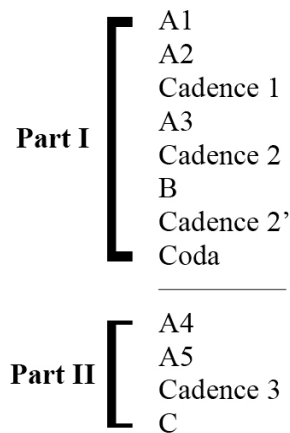 Part I
A1
A2
Cadence 1
A3
Cadence 2
B
Cadence 2’
Coda
Part II
A4
A5
Cadence 3
C